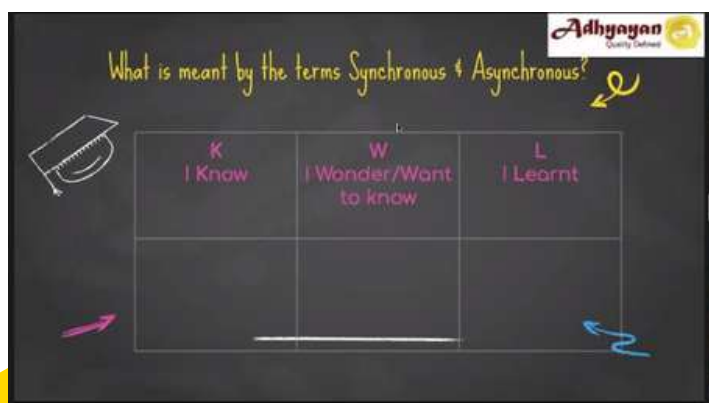 Adhyayan
Quality Defined
What is meant by the terms Synchronous & Asynchronous?
K
I Know
W
I Wonder/Want
to know
L
I Learnt